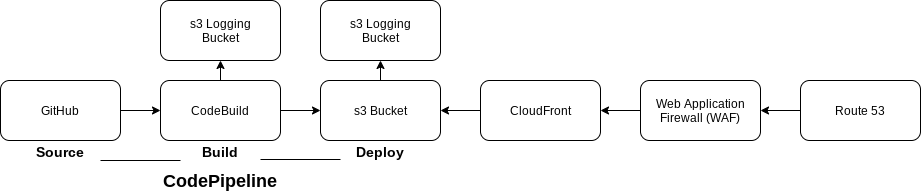 s3 Logging
Bucket
s3 Logging
Bucket
GitHub
CodeBuild
s3 Bucket
CloudFront
Web Application
Firewall (WAF)
Route 53
Source
Build
Deploy
CodePipeline